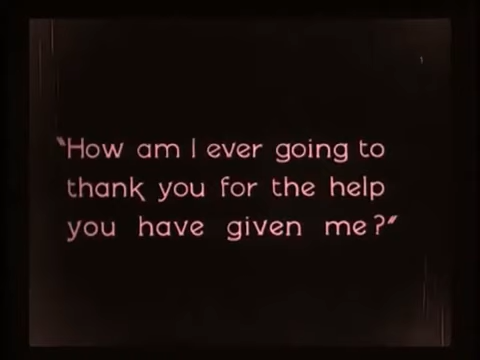 "How am I ever going to
thank you for the help
you have given me?"